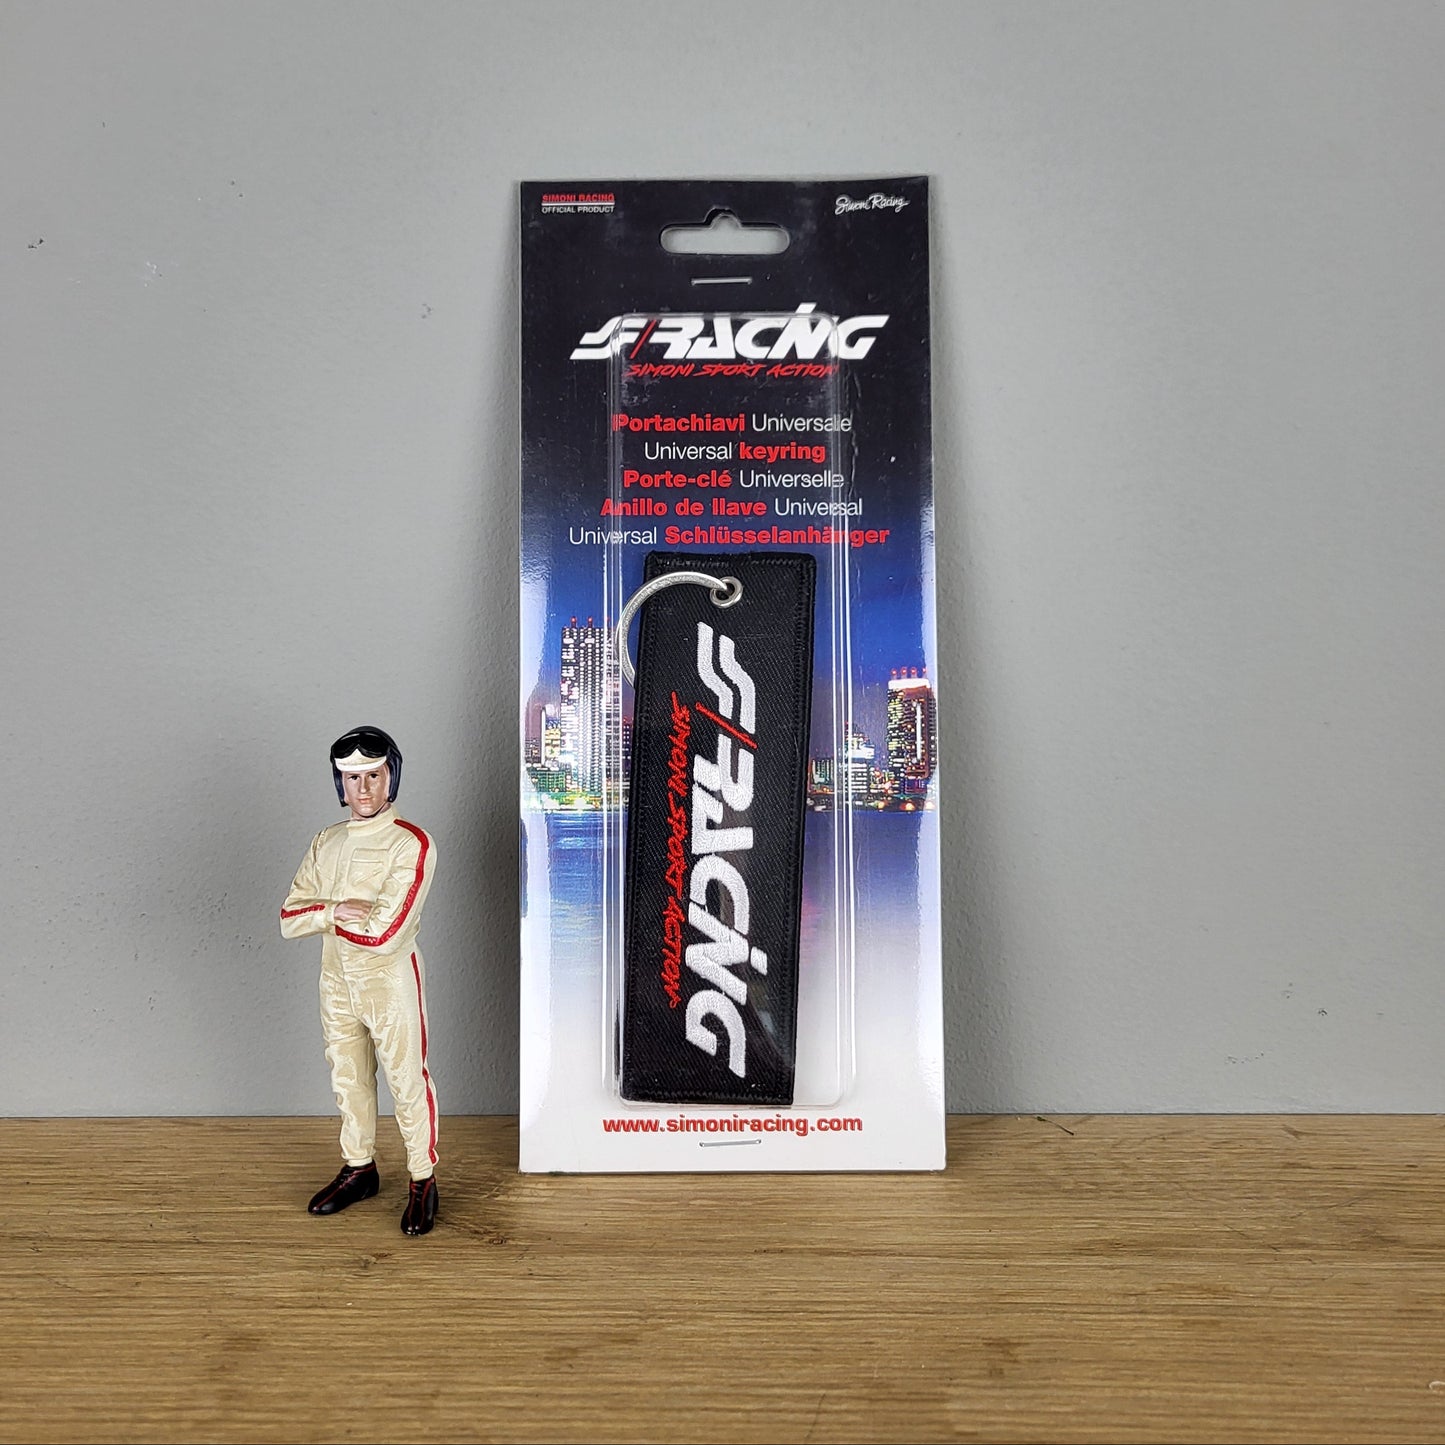 SIMONI RACING
OFFICIAL PRODUCT
Simoni Racing
S/RACING
SIMONI SPORT ACTION
Portachiavi Universale
Universal keyring
Porte-clé Universelle
Anillo de llave Universal
Universal Schlüsselanhänger
S/RACING
SIMONI SPORT ACTION
www.simoniracing.com